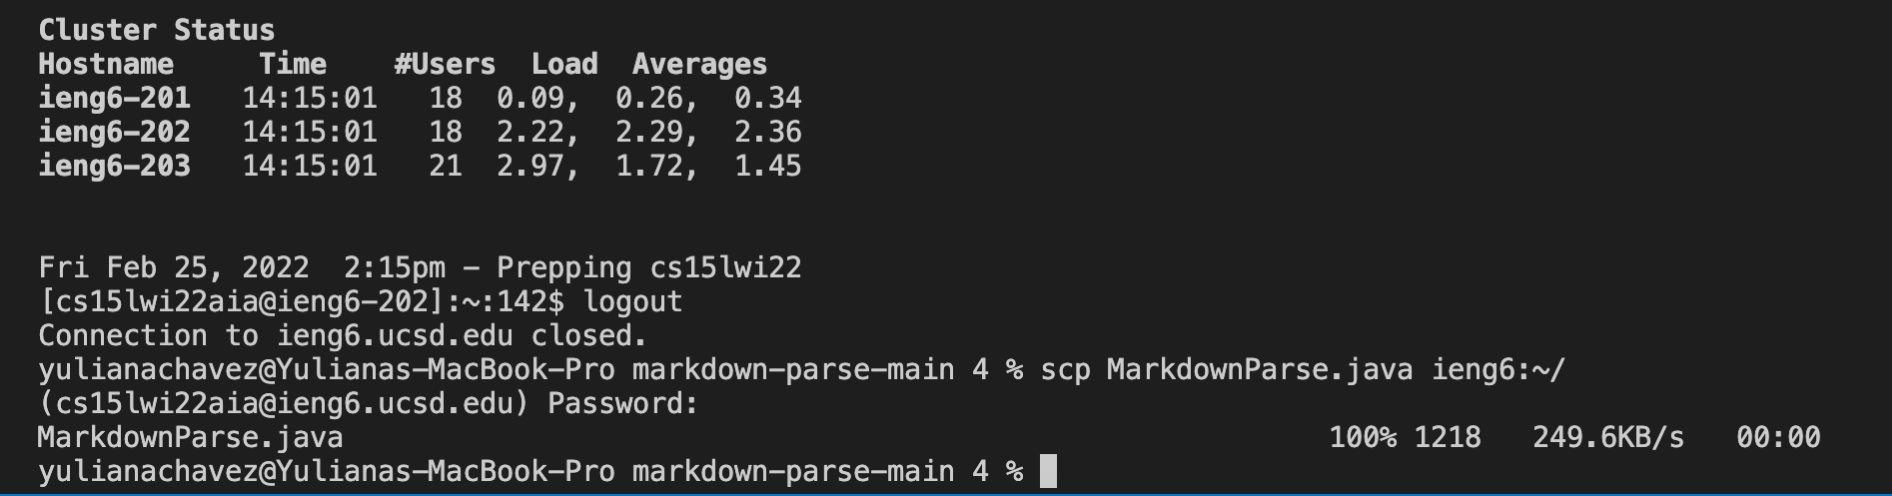 Cluster Status
Hostname     Time    #Users  Load  Averages
ieng6-201   14:15:01   18  0.09,  0.26,  0.34
ieng6-202   14:15:01   18  2.22,  2.29,  2.36
ieng6-203   14:15:01   21  2.97,  1.72,  1.45
Fri Feb 25, 2022  2:15pm - Prepping cs15lwi22
[cs15lwi22aia@ieng6-202]:~:142$ logout
Connection to ieng6.ucsd.edu closed.
yulianachavez@Yulianas-MacBook-Pro markdown-parse-main 4 % scp MarkdownParse.java ieng6:~/
(cs15lwi22aia@ieng6.ucsd.edu) Password:
MarkdownParse.java                                                           100% 1218   249.6KB/s   00:00
yulianachavez@Yulianas-MacBook-Pro markdown-parse-main 4 %